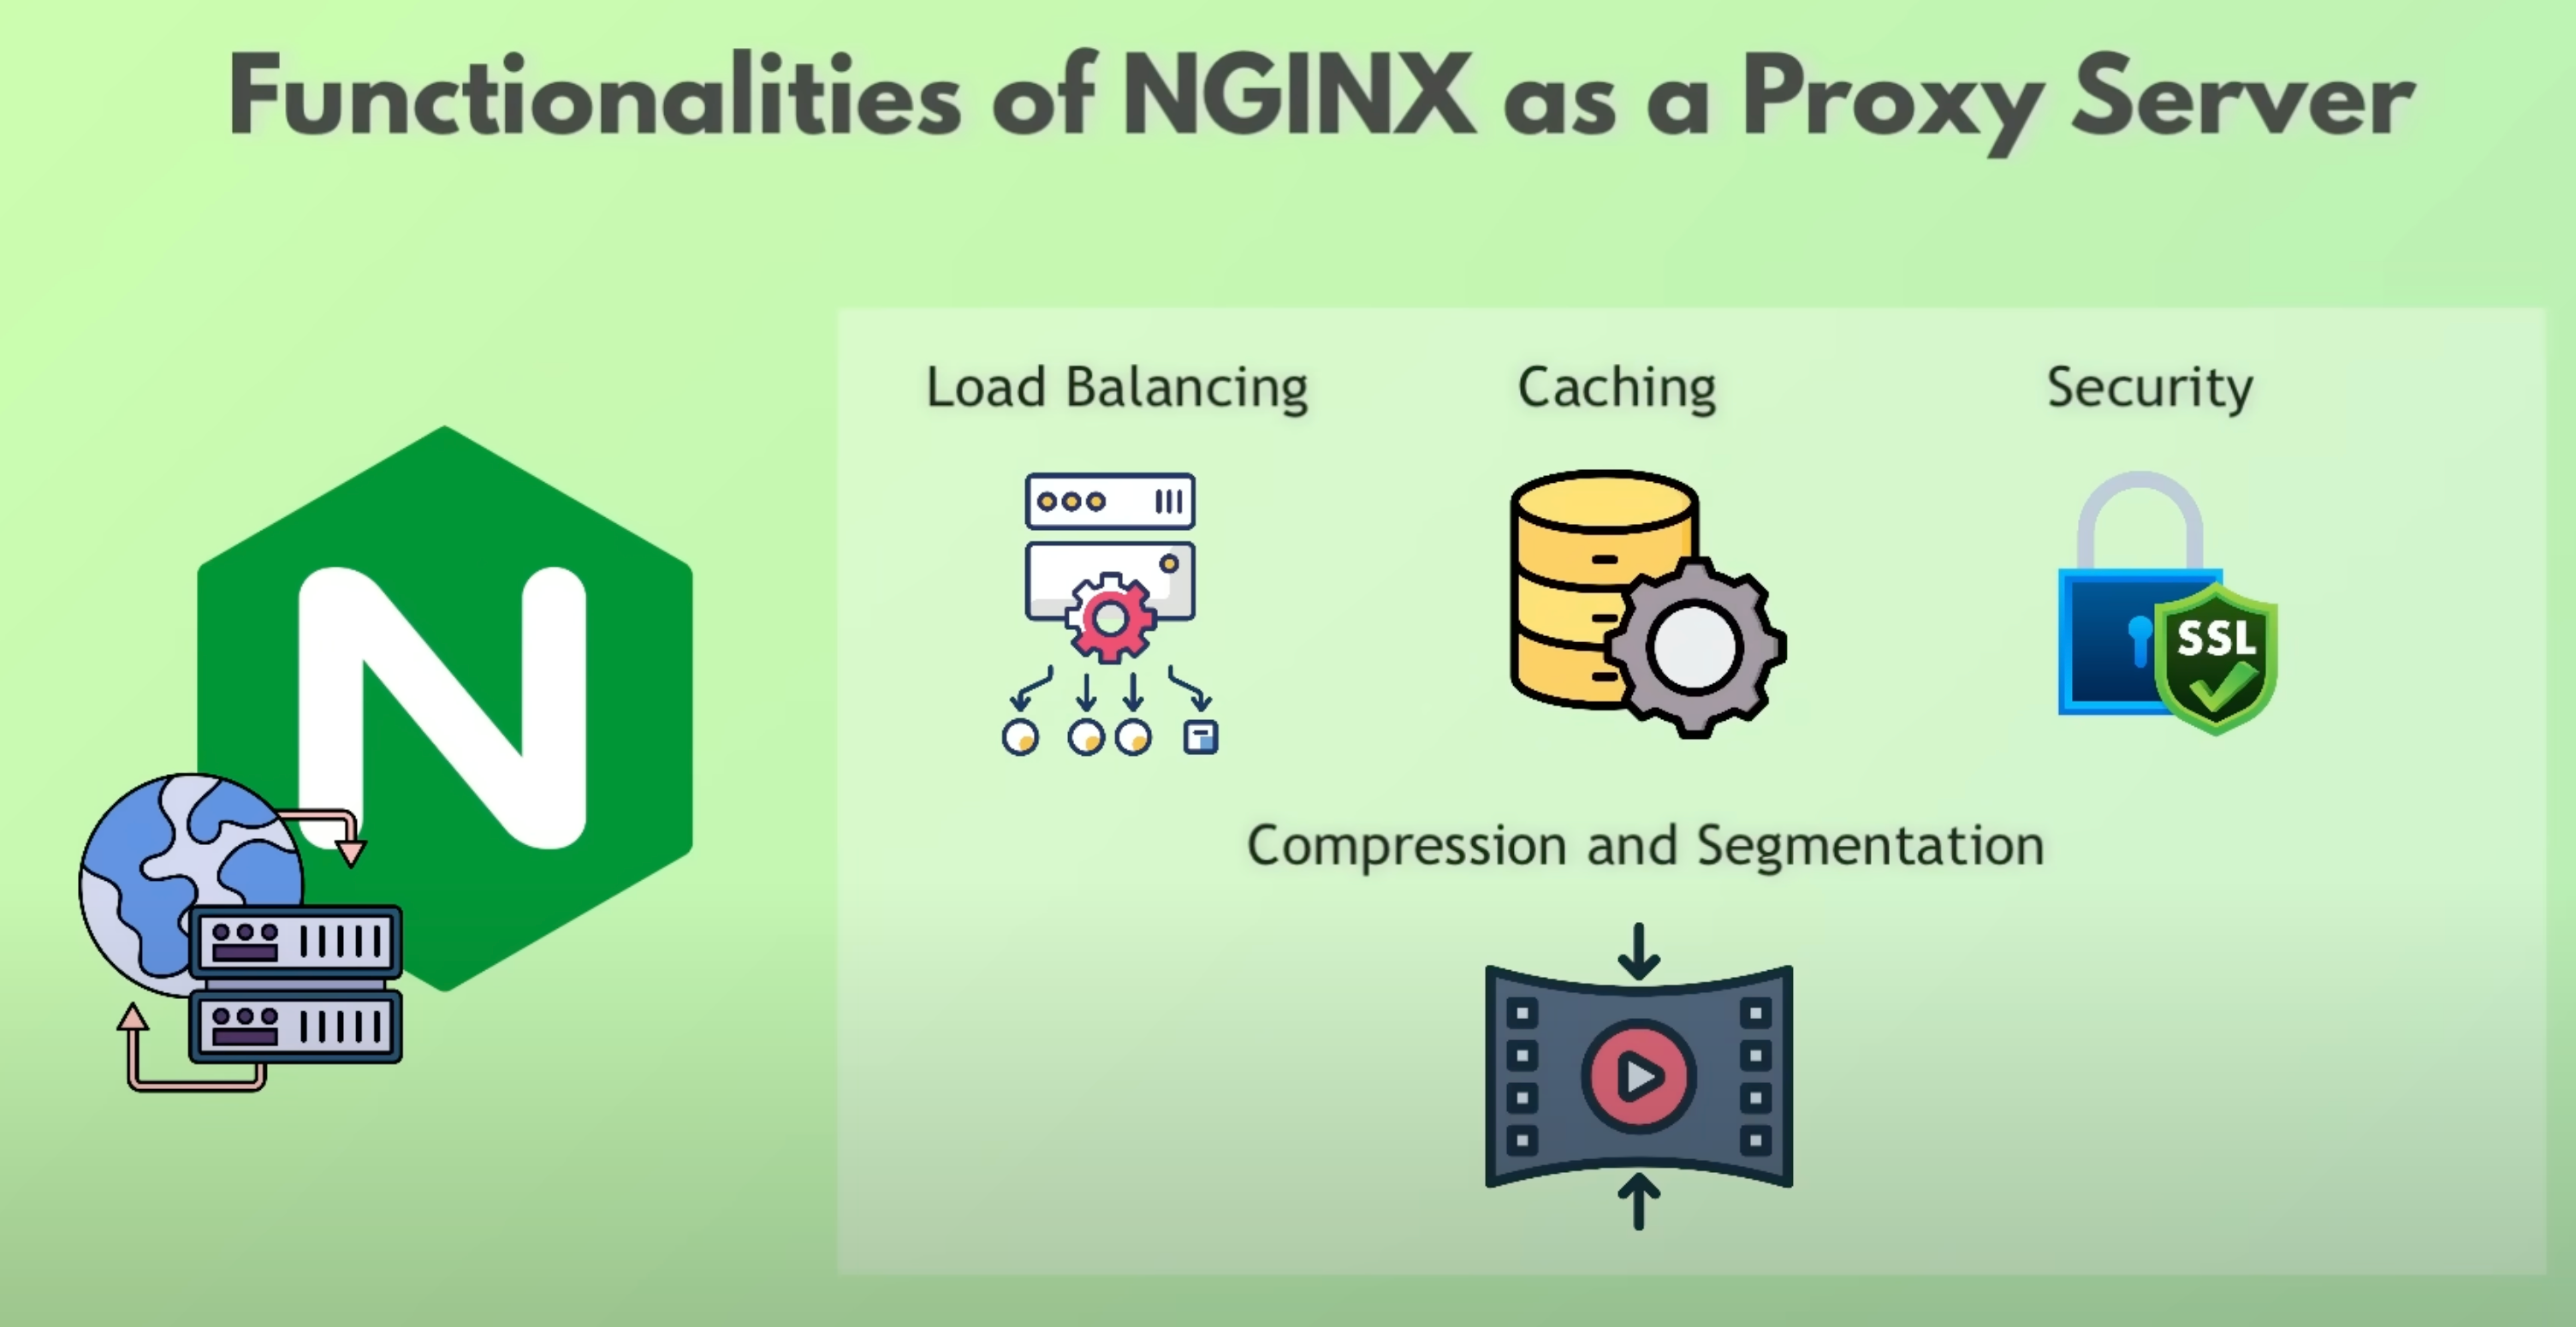 Functionalities of NGINX as a Proxy Server
Load Balancing
Caching
Security
SSL
Compression and Segmentation
N